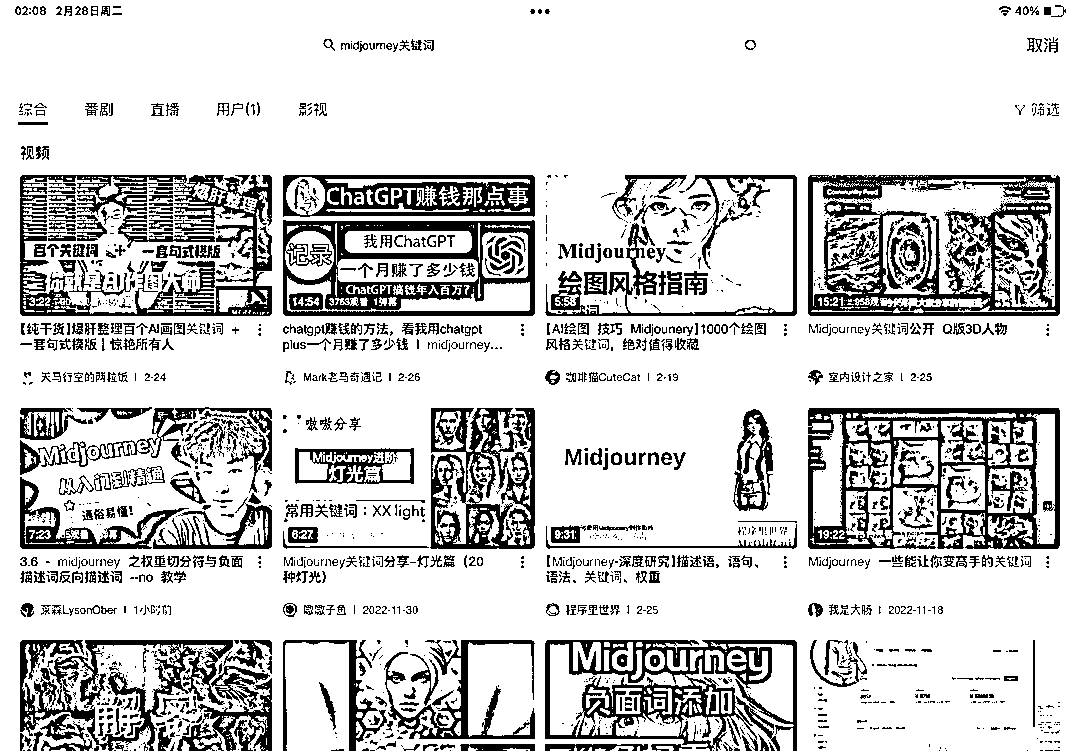 02:08 2月28日周二
40%
midjourney关键词
取消
综合 番剧 直播 用户(1) 影视
筛选
视频
爆肝整理
百个关键词 + 一套句式模版
你就是AI作图大师
3:22
ChatGPT赚钱那点事
记录
我用ChatGPT
一个月赚了多少钱
ChatGPT搞钱年入百万?
14:54 3763观看 1弹幕
Midjourney
绘图风格指南
5:58
15:21
【纯干货】爆肝整理百个AI画图关键词 +
一套句式模版 | 惊艳所有人
天马行空的两粒饭 | 2-24
chatgpt赚钱的方法，看我用chatgpt
plus一个月赚了多少钱 | midjourney...
Mark老马奇遇记 | 2-26
【AI绘图 技巧 Midjounery】1000个绘图
风格关键词，绝对值得收藏
咖啡猫CuteCat | 2-19
Midjourney关键词公开 Q版3D人物
室内设计之家 | 2-25
Midjourney
从入门到精通
通俗易懂!
7:23
嗷嗷分享
Midjourney进阶
灯光篇
常用关键词：XX light
6:27
Midjourney
9:31
程序里世界
19:22
3.6 - midjourney 之权重切分符与负面
描述词反向描述词 --no 教学
莱森LysonOber | 1小时前
Midjourney关键词分享-灯光篇（20
种灯光）
嗷嗷子鱼 | 2022-11-30
【Midjourney-深度研究】描述语，语句、
语法、关键词、权重
程序里世界 | 2-25
Midjourney 一些能让你变高手的关键词
我是大肠 | 2022-11-18
Midjourney
负面词添加